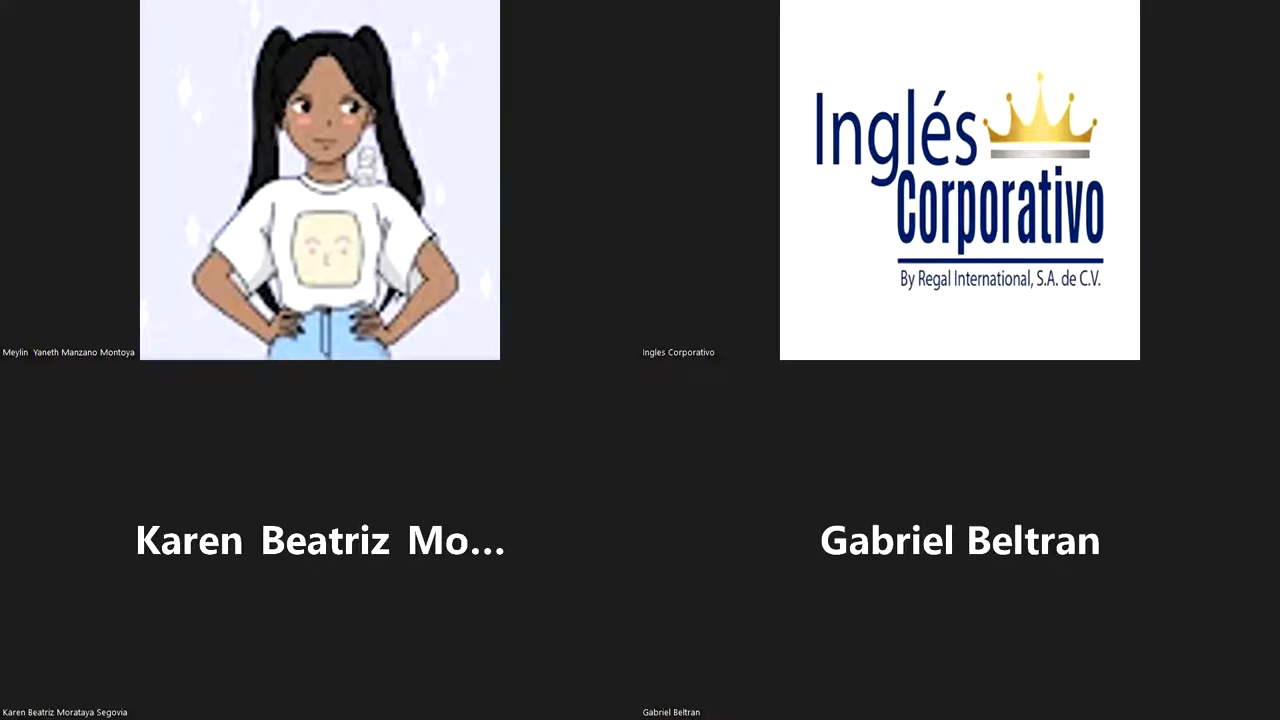 Meylin Yaneth Manzano Montoya
Inglés
Corporativo
By Regal International, S.A. de C.V.
Ingles Corporativo
Karen Beatriz Mo...
Gabriel Beltran
Karen Beatriz Morataya Segovia
Gabriel Beltran